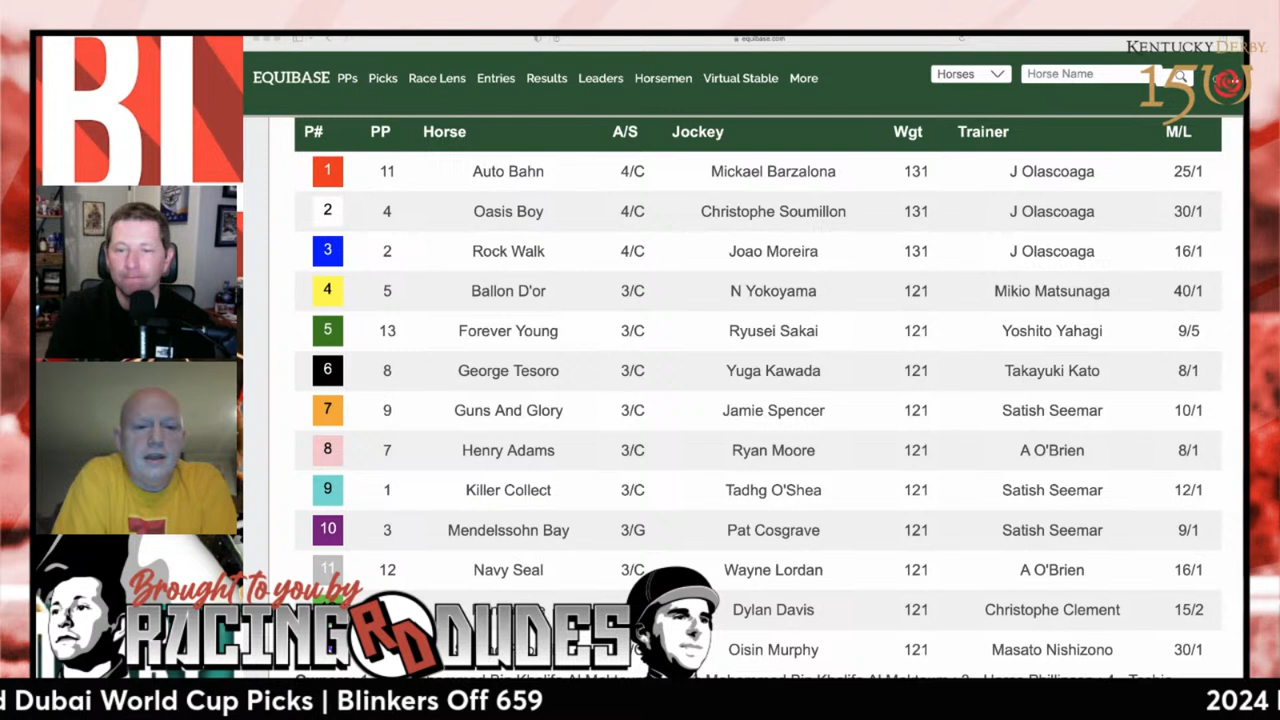 BL
equibase.com
KENTUCKY DERBY
150
EQUIBASE PPs Picks Race Lens Entries Results Leaders Horsemen Virtual Stable More Horses Horse Name
P# PP Horse A/S Jockey Wgt Trainer M/L
1 11 Auto Bahn 4/C Mickael Barzalona 131 J Olascoaga 25/1
2 4 Oasis Boy 4/C Christophe Soumillon 131 J Olascoaga 30/1
3 2 Rock Walk 4/C Joao Moreira 131 J Olascoaga 16/1
4 5 Ballon D'or 3/C N Yokoyama 121 Mikio Matsunaga 40/1
5 13 Forever Young 3/C Ryusei Sakai 121 Yoshito Yahagi 9/5
6 8 George Tesoro 3/C Yuga Kawada 121 Takayuki Kato 8/1
7 9 Guns And Glory 3/C Jamie Spencer 121 Satish Seemar 10/1
8 7 Henry Adams 3/C Ryan Moore 121 A O'Brien 8/1
9 1 Killer Collect 3/C Tadhg O'Shea 121 Satish Seemar 12/1
10 3 Mendelssohn Bay 3/G Pat Cosgrave 121 Satish Seemar 9/1
11 12 Navy Seal 3/C Wayne Lordan 121 A O'Brien 16/1
Dylan Davis 121 Christophe Clement 15/2
Oisin Murphy 121 Masato Nishizono 30/1
Brought to you by
RACING RD DUDES
d Dubai World Cup Picks | Blinkers Off 659 2024